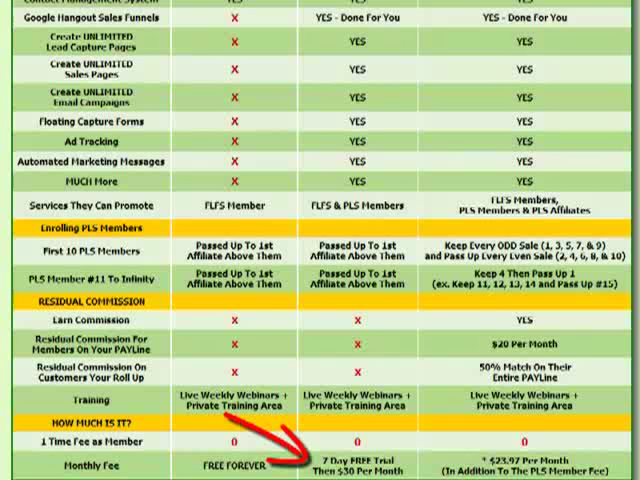 Contact Management System YES YES YES
Google Hangout Sales Funnels X YES - Done For You YES - Done For You
Create UNLIMITED
Lead Capture Pages X YES YES
Create UNLIMITED
Sales Pages X YES YES
Create UNLIMITED
Email Campaigns X YES YES
Floating Capture Forms X YES YES
Ad Tracking X YES YES
Automated Marketing Messages X YES YES
MUCH More X YES YES
Services They Can Promote FLFS Member FLFS & PLS Members FLFS Members,
PLS Members & PLS Affiliates
Enrolling PLS Members
First 10 PLS Members Passed Up To 1st Passed Up To 1st Keep Every ODD Sale (1, 3, 5, 7, & 9)
Affiliate Above Them Affiliate Above Them and Pass Up Every Even Sale (2, 4, 6, 8, & 10)
PLS Member #11 To Infinity Passed Up To 1st Passed Up To 1st Keep 4 Then Pass Up 1
Affiliate Above Them Affiliate Above Them (ex. Keep 11, 12, 13, 14 and Pass Up #15)
RESIDUAL COMMISSION
Earn Commission X X YES
Residual Commission For
Members On Your PAYLine X X $20 Per Month
Residual Commission On 50% Match On Their
Customers Your Roll Up X X Entire PAYLine
Training Live Weekly Webinars + Live Weekly Webinars + Live Weekly Webinars +
Private Training Area Private Training Area Private Training Area
HOW MUCH IS IT?
1 Time Fee as Member 0 0 0
Monthly Fee FREE FOREVER 7 Day FREE Trial * $23.97 Per Month
Then $30 Per Month (In Addition To The PLS Member Fee)